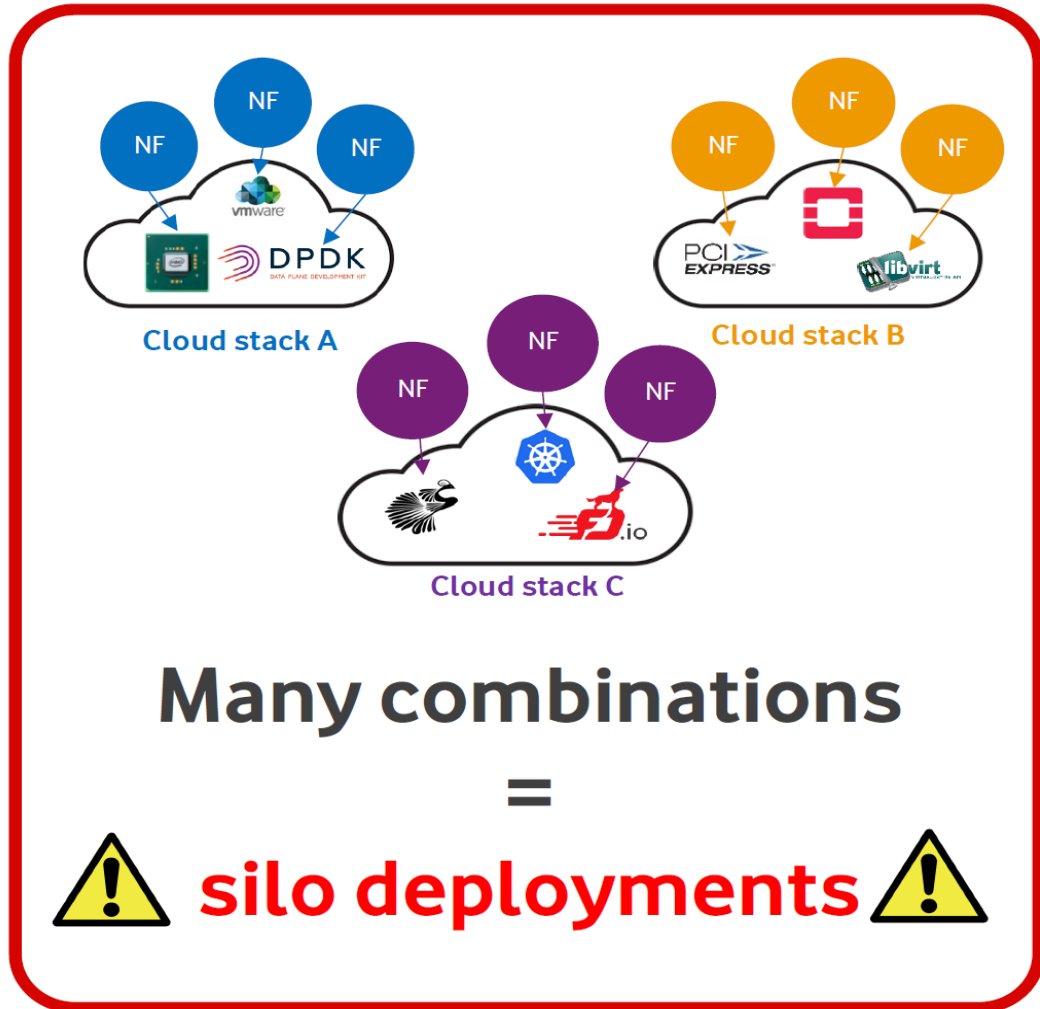 NF
NF
NF
vmware
DPDK
DATA PLANE DEVELOPMENT KIT
Cloud stack A
NF
NF
NF
PCI
EXPRESS
libvirt
Cloud stack B
NF
NF
NF
FD.io
Cloud stack C
Many combinations
=
silo deployments